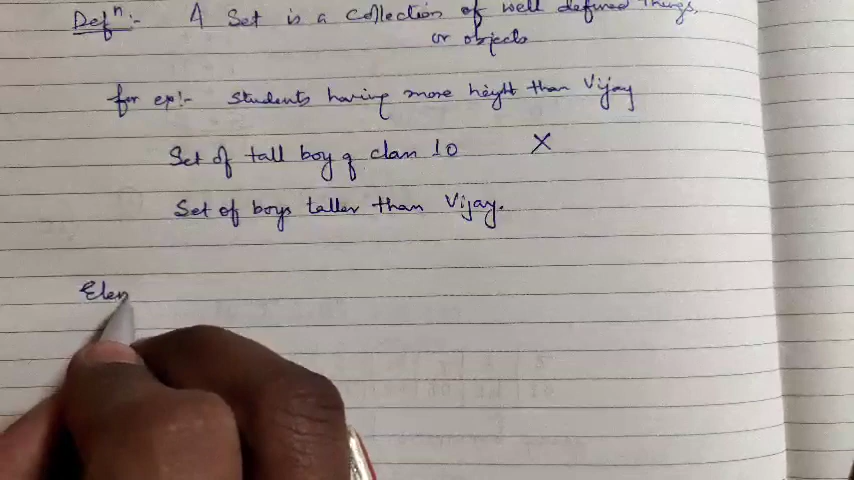 Defⁿ:- A Set is a collection of well defined things,
or objects
for ex!- Students having more height than Vijay
Set of tall boy of class 10 X
Set of boys taller than Vijay.
Elem